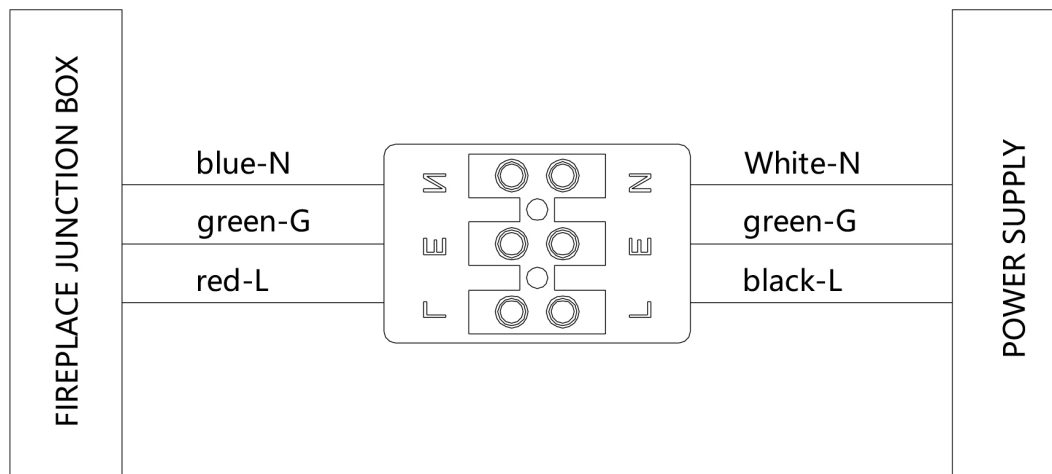 FIREPLACE JUNCTION BOX
blue-N
green-G
red-L
N
E
L
N
E
L
White-N
green-G
black-L
POWER SUPPLY